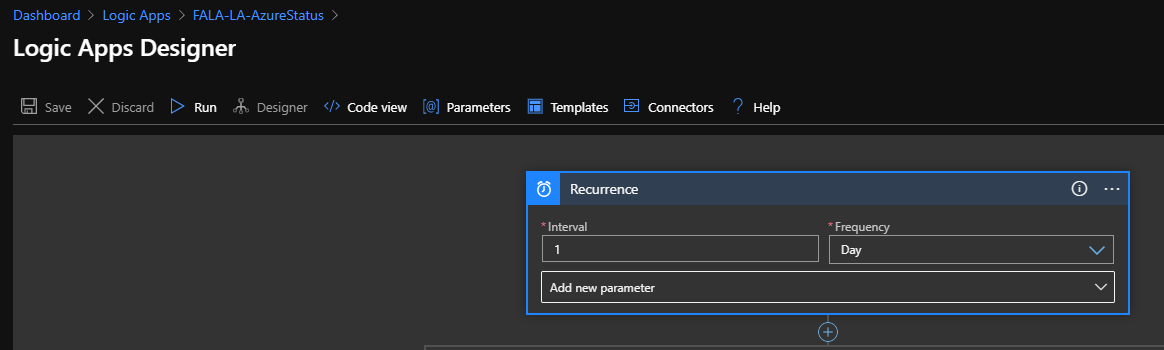 Dashboard > Logic Apps > FALA-LA-AzureStatus >
Logic Apps Designer
Save Discard Run Designer </> Code view [@] Parameters Templates Connectors ? Help
Recurrence
* Interval * Frequency
1 Day
Add new parameter